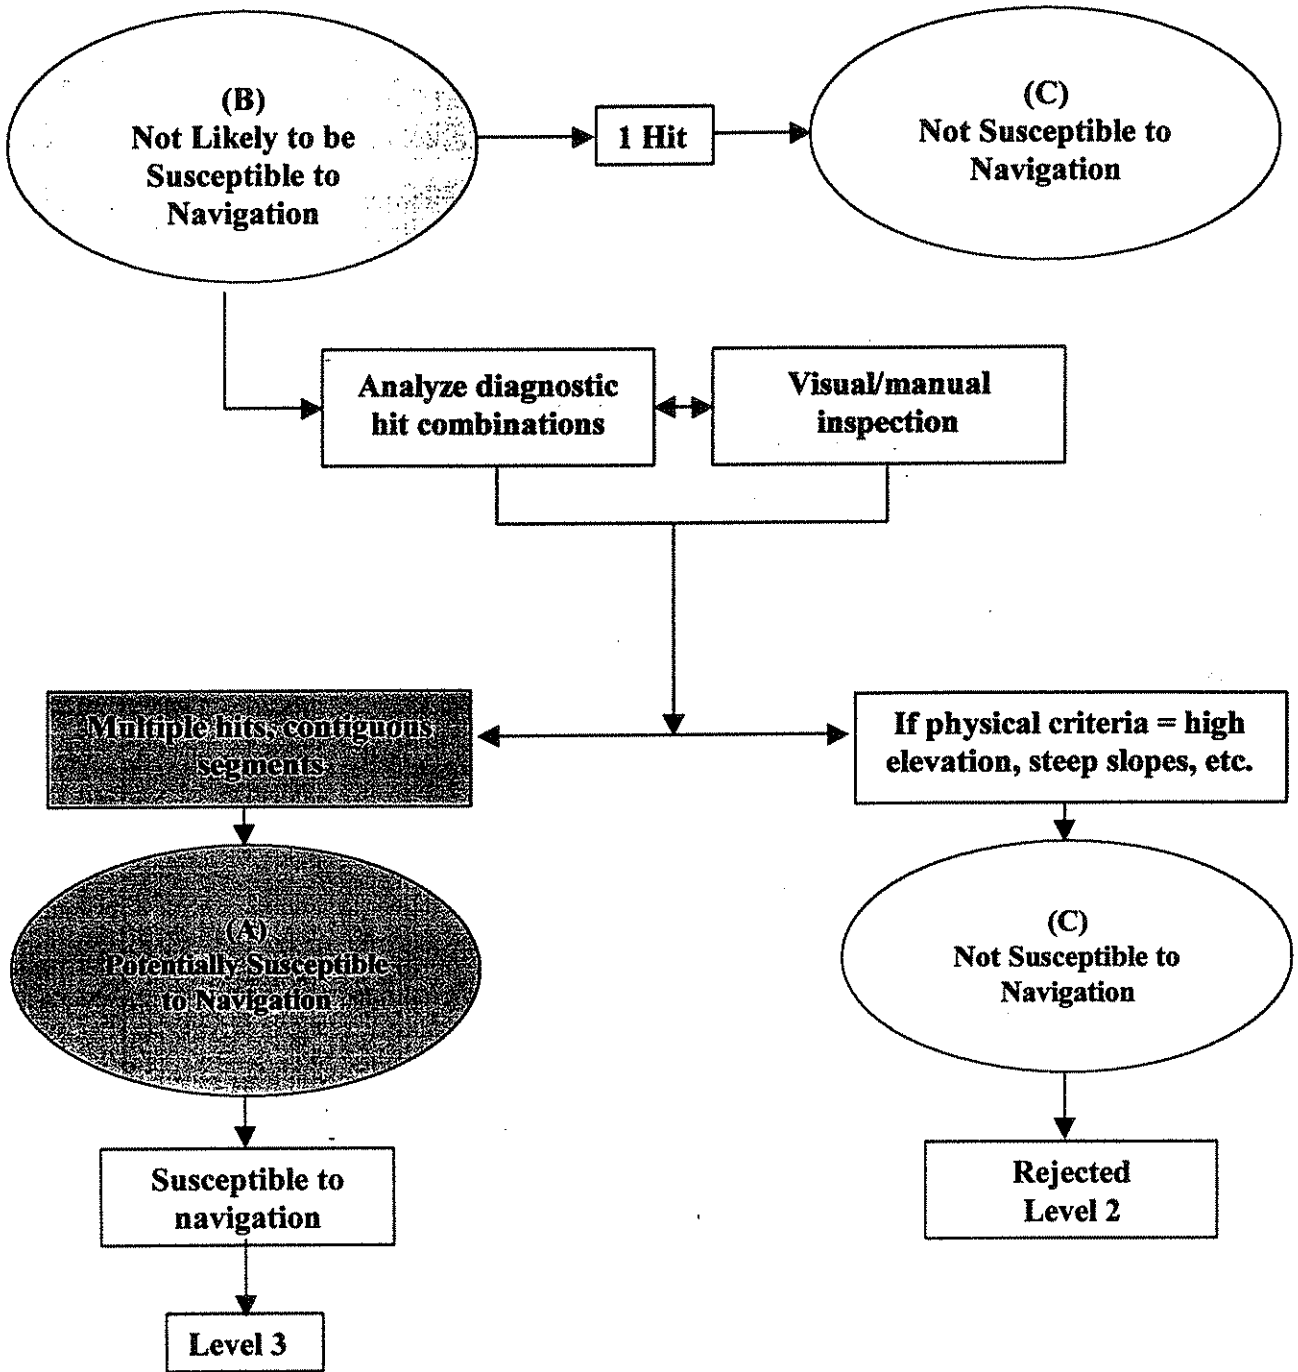 (B)
Not Likely to be
Susceptible to
Navigation
1 Hit
(C)
Not Susceptible to
Navigation
Analyze diagnostic
hit combinations
Visual/manual
inspection
Multiple hits, contiguous
segments
If physical criteria = high
elevation, steep slopes, etc.
(A)
Potentially Susceptible
to Navigation
(C)
Not Susceptible to
Navigation
Susceptible to
navigation
Rejected
Level 2
Level 3